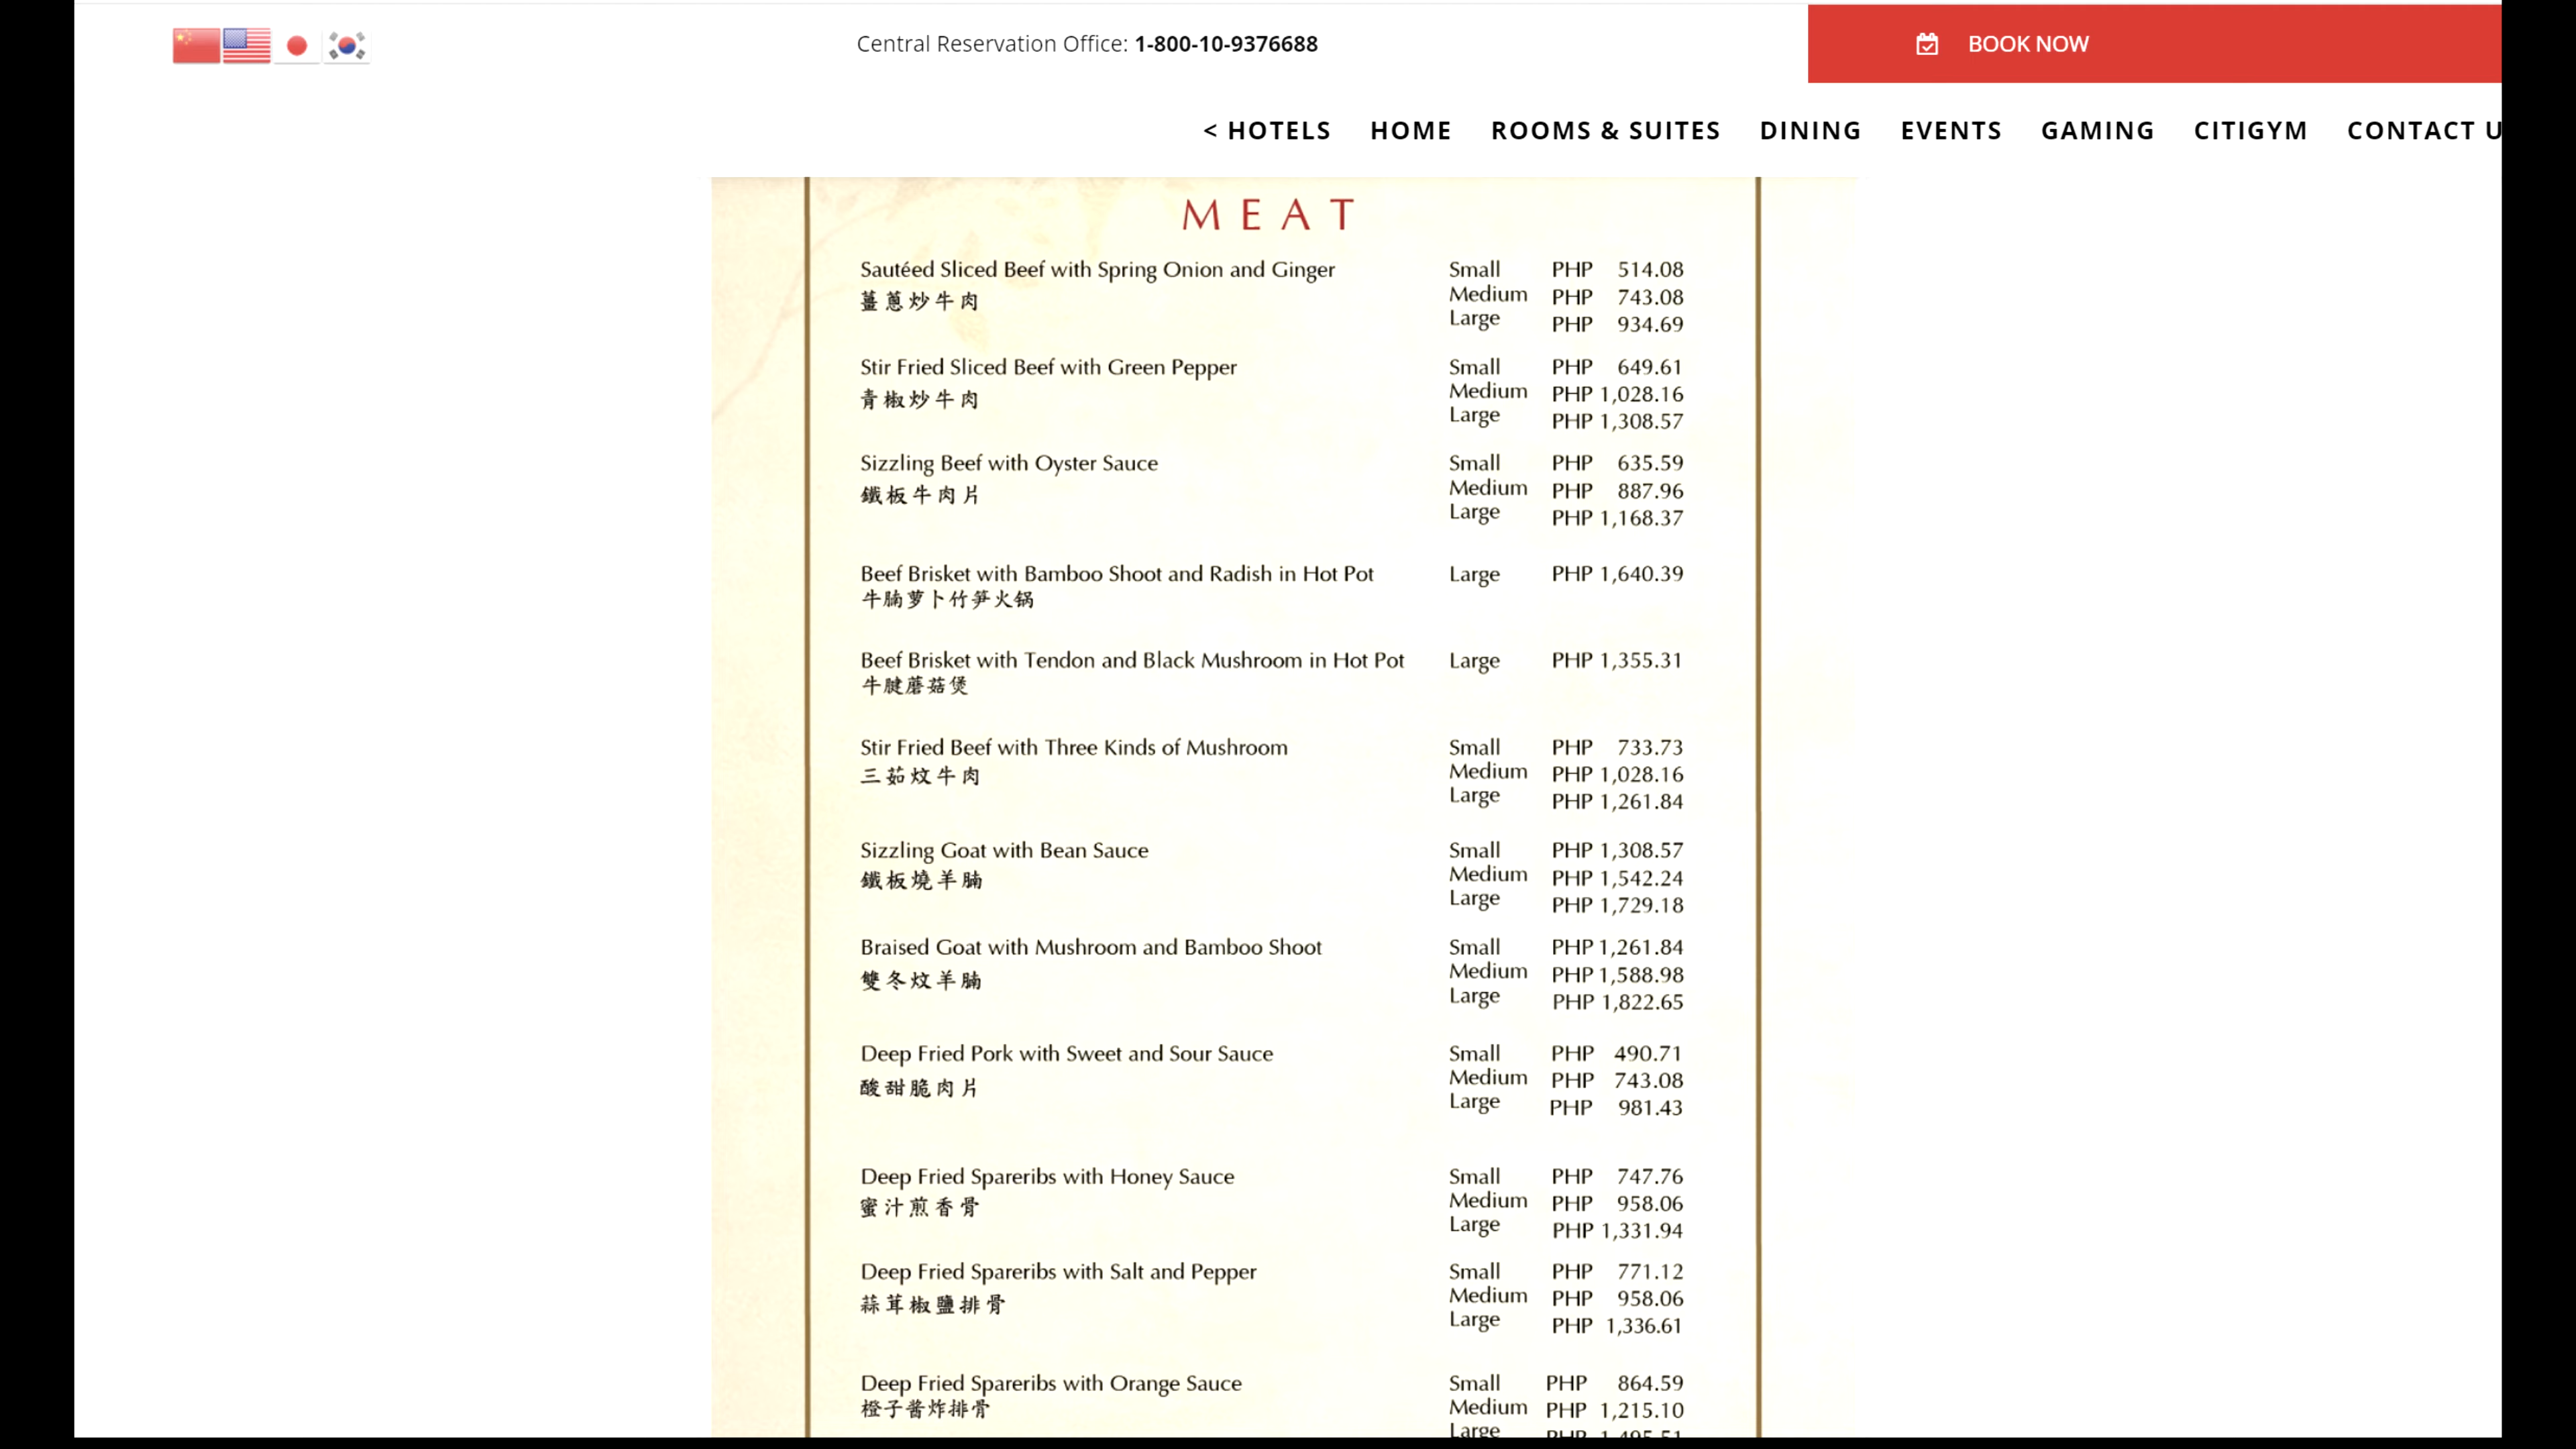 Central Reservation Office: 1-800-10-9376688
BOOK NOW
< HOTELS HOME ROOMS & SUITES DINING EVENTS GAMING CITIGYM CONTACT U
MEAT
Sautéed Sliced Beef with Spring Onion and Ginger Small PHP 514.08
薑蔥炒牛肉 Medium PHP 743.08
Large PHP 934.69
Stir Fried Sliced Beef with Green Pepper Small PHP 649.61
青椒炒牛肉 Medium PHP 1,028.16
Large PHP 1,308.57
Sizzling Beef with Oyster Sauce Small PHP 635.59
鐵板牛肉片 Medium PHP 887.96
Large PHP 1,168.37
Beef Brisket with Bamboo Shoot and Radish in Hot Pot Large PHP 1,640.39
牛腩萝卜竹笋火锅
Beef Brisket with Tendon and Black Mushroom in Hot Pot Large PHP 1,355.31
牛腱蘑菇煲
Stir Fried Beef with Three Kinds of Mushroom Small PHP 733.73
三茹炆牛肉 Medium PHP 1,028.16
Large PHP 1,261.84
Sizzling Goat with Bean Sauce Small PHP 1,308.57
鐵板燒羊腩 Medium PHP 1,542.24
Large PHP 1,729.18
Braised Goat with Mushroom and Bamboo Shoot Small PHP 1,261.84
雙冬炆羊腩 Medium PHP 1,588.98
Large PHP 1,822.65
Deep Fried Pork with Sweet and Sour Sauce Small PHP 490.71
酸甜脆肉片 Medium PHP 743.08
Large PHP 981.43
Deep Fried Spareribs with Honey Sauce Small PHP 747.76
蜜汁煎香骨 Medium PHP 958.06
Large PHP 1,331.94
Deep Fried Spareribs with Salt and Pepper Small PHP 771.12
蒜茸椒鹽排骨 Medium PHP 958.06
Large PHP 1,336.61
Deep Fried Spareribs with Orange Sauce Small PHP 864.59
橙子酱炸排骨 Medium PHP 1,215.10
Large PHP